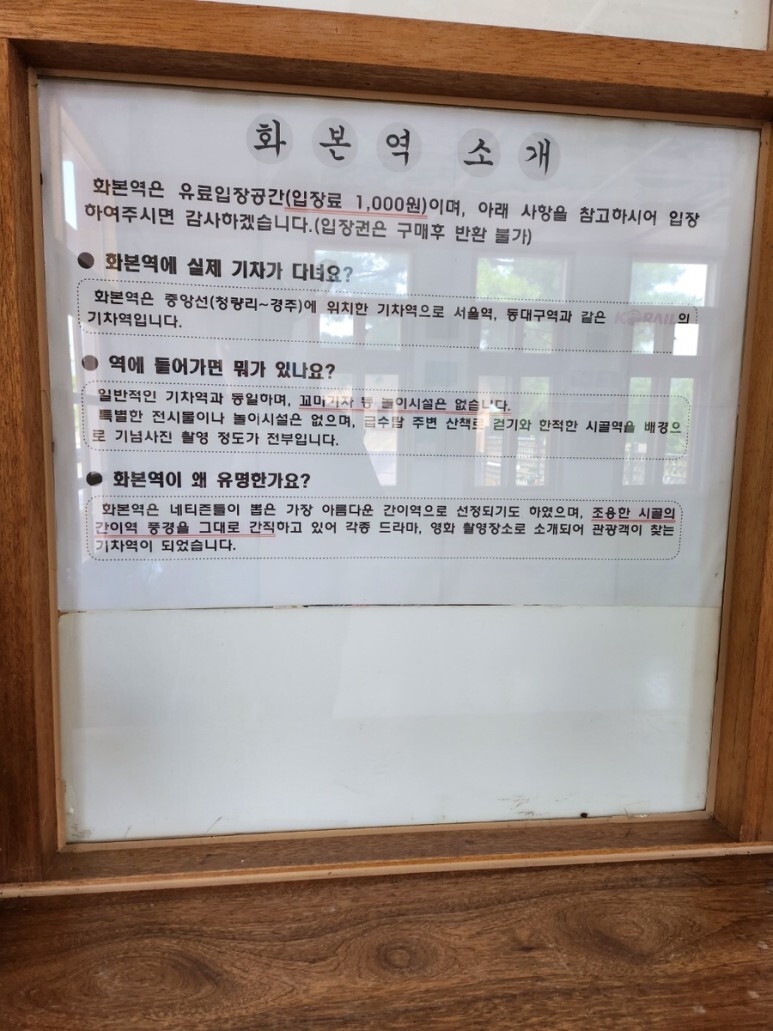 화본역 소개
화본역은 유료입장공간(입장료 1,000원)이며, 아래 사항을 참고하시어 입장
하여주시면 감사하겠습니다.(입장권은 구매후 반환 불가)
● 화본역에 실제 기차가 다녀요?
화본역은 중앙선(청량리~경주)에 위치한 기차역으로 서울역, 동대구역과 같은 KORAIL의
기차역입니다.
● 역에 들어가면 뭐가 있나요?
일반적인 기차역과 동일하며, 꼬마기차 등 놀이시설은 없습니다.
특별한 전시물이나 놀이시설은 없으며, 급수탑 주변 산책로 걷기와 한적한 시골역을 배경으
로 기념사진 촬영 정도가 전부입니다.
● 화본역이 왜 유명한가요?
화본역은 네티즌들이 뽑은 가장 아름다운 간이역으로 선정되기도 하였으며, 조용한 시골의
간이역 풍경을 그대로 간직하고 있어 각종 드라마, 영화 촬영장소로 소개되어 관광객이 찾는
기차역이 되었습니다.